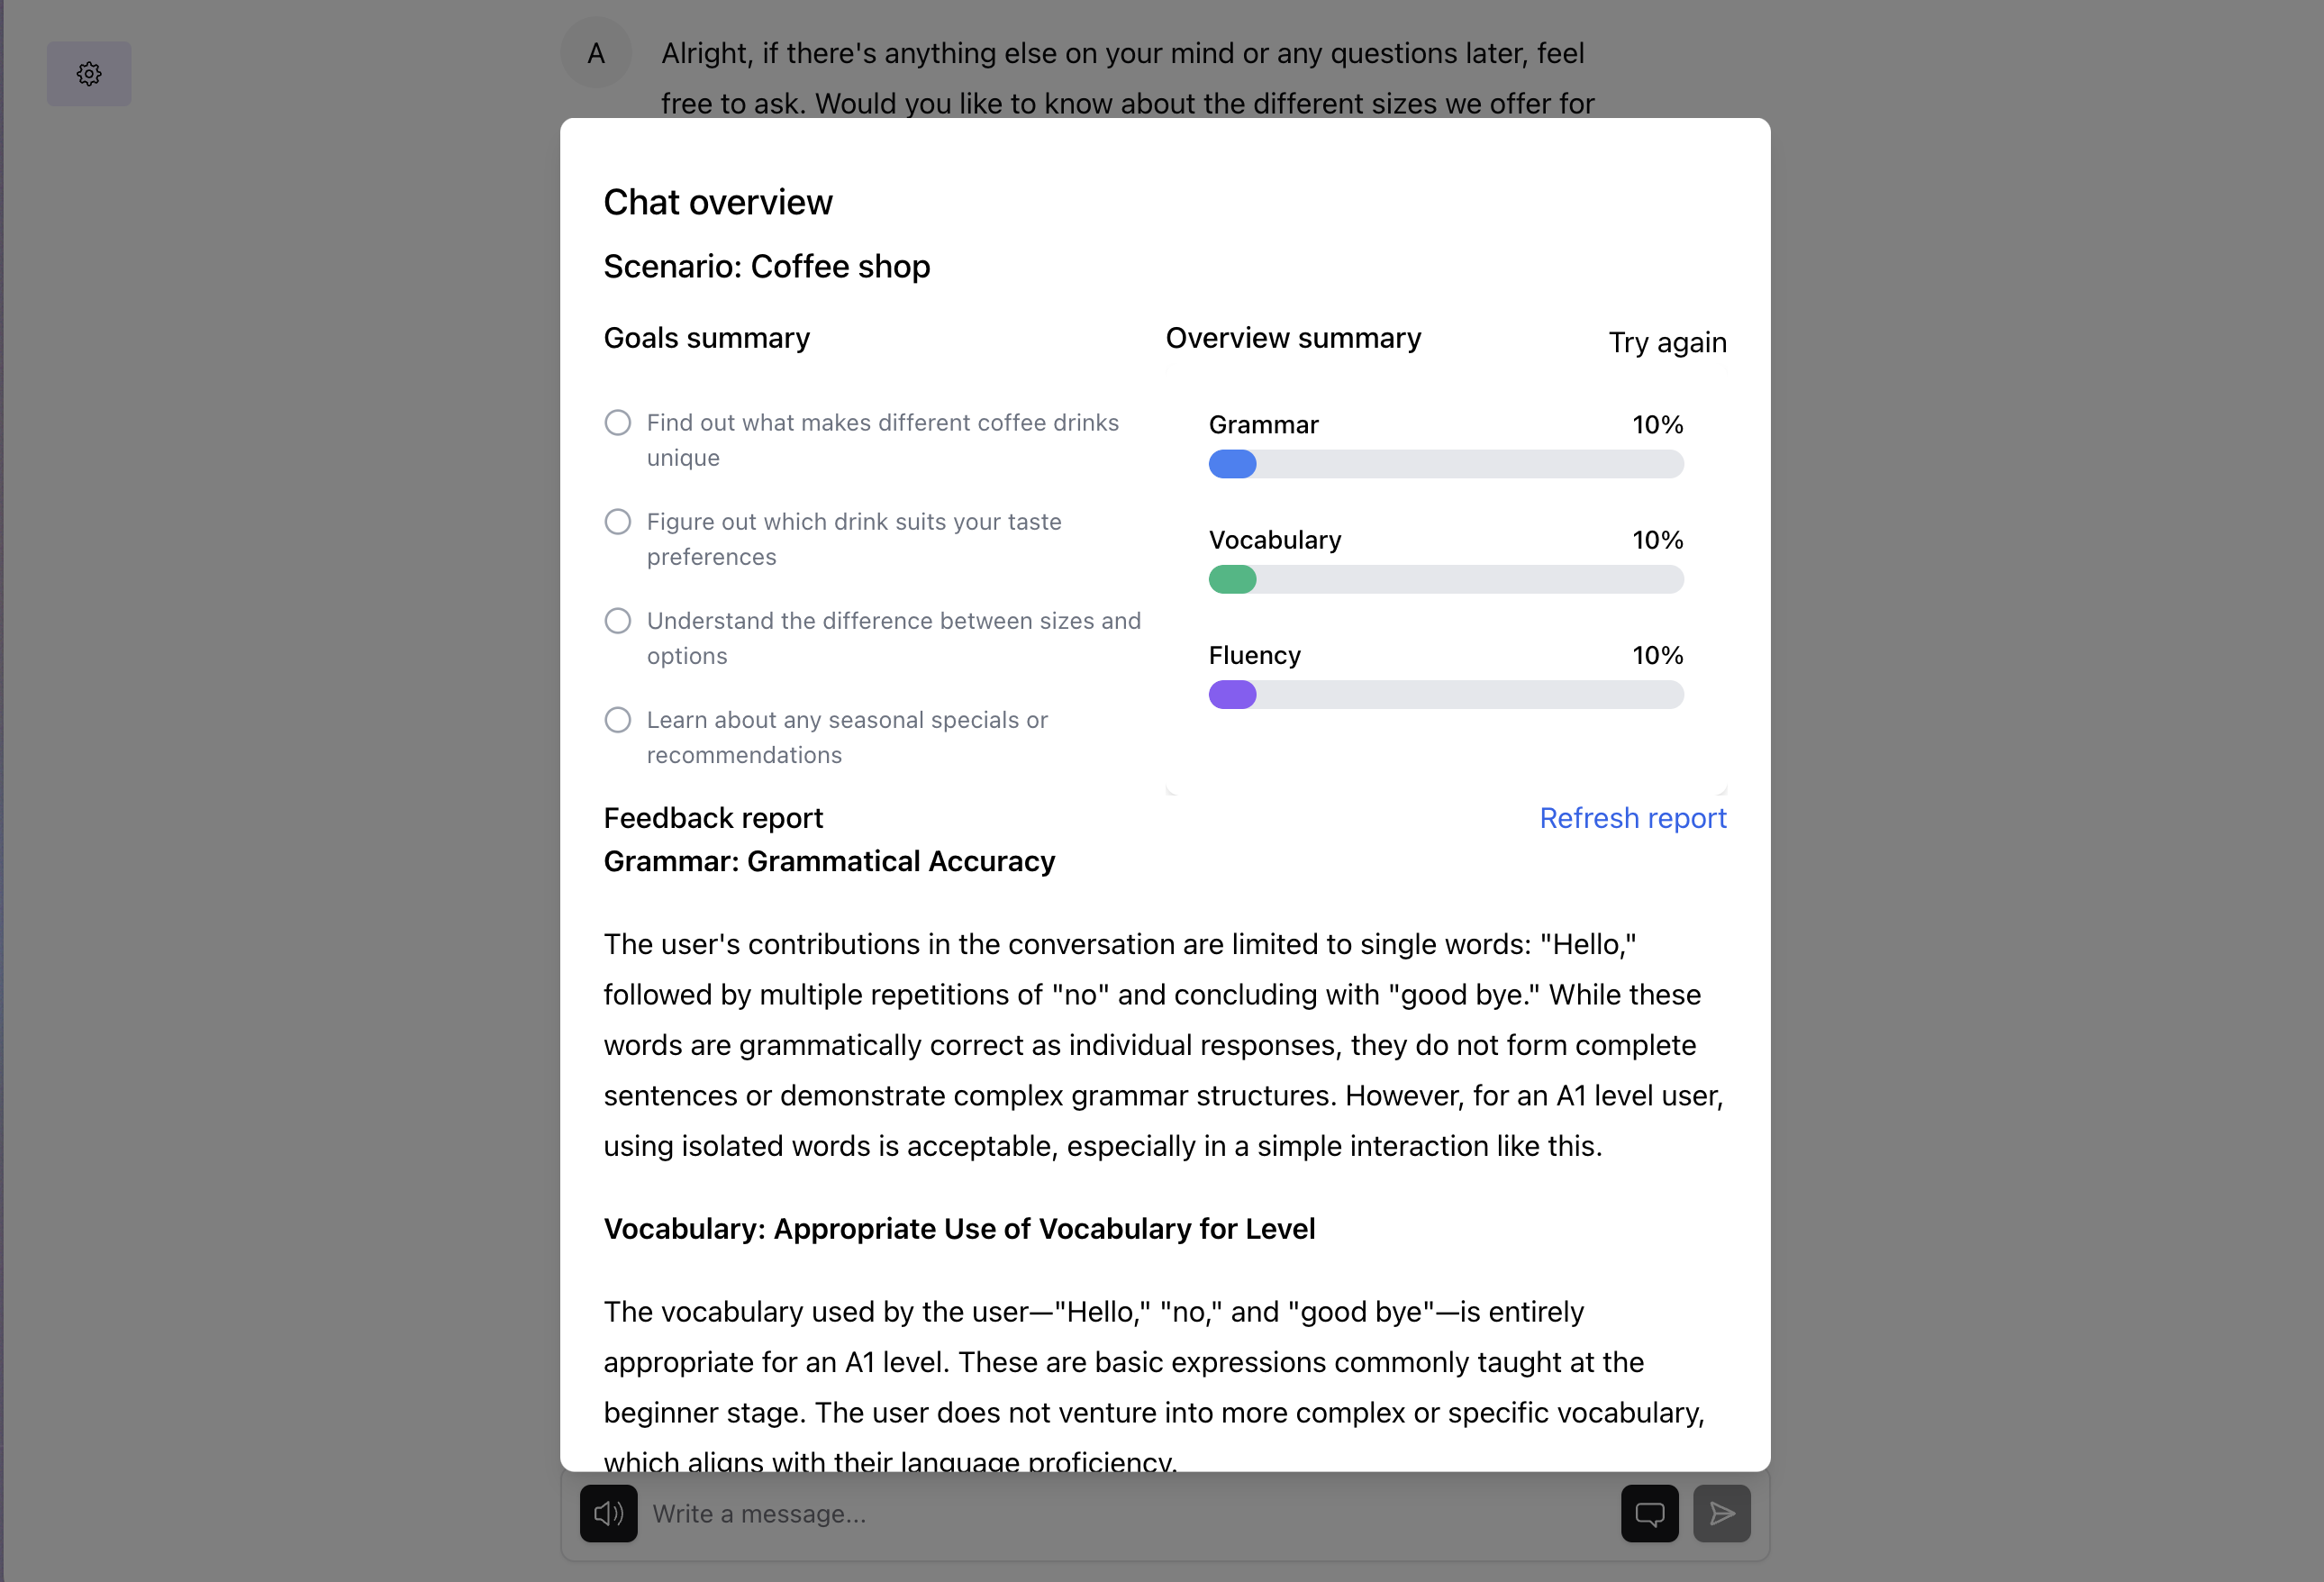 A
Alright, if there's anything else on your mind or any questions later, feel
free to ask. Would you like to know about the different sizes we offer for
Chat overview
Scenario: Coffee shop
Goals summary
Find out what makes different coffee drinks
unique
Figure out which drink suits your taste
preferences
Understand the difference between sizes and
options
Learn about any seasonal specials or
recommendations
Overview summary
Try again
Grammar 10%
Vocabulary 10%
Fluency 10%
Feedback report
Refresh report
Grammar: Grammatical Accuracy
The user's contributions in the conversation are limited to single words: "Hello,"
followed by multiple repetitions of "no" and concluding with "good bye." While these
words are grammatically correct as individual responses, they do not form complete
sentences or demonstrate complex grammar structures. However, for an A1 level user,
using isolated words is acceptable, especially in a simple interaction like this.
Vocabulary: Appropriate Use of Vocabulary for Level
The vocabulary used by the user—"Hello," "no," and "good bye"—is entirely
appropriate for an A1 level. These are basic expressions commonly taught at the
beginner stage. The user does not venture into more complex or specific vocabulary,
which aligns with their language proficiency.
Write a message...